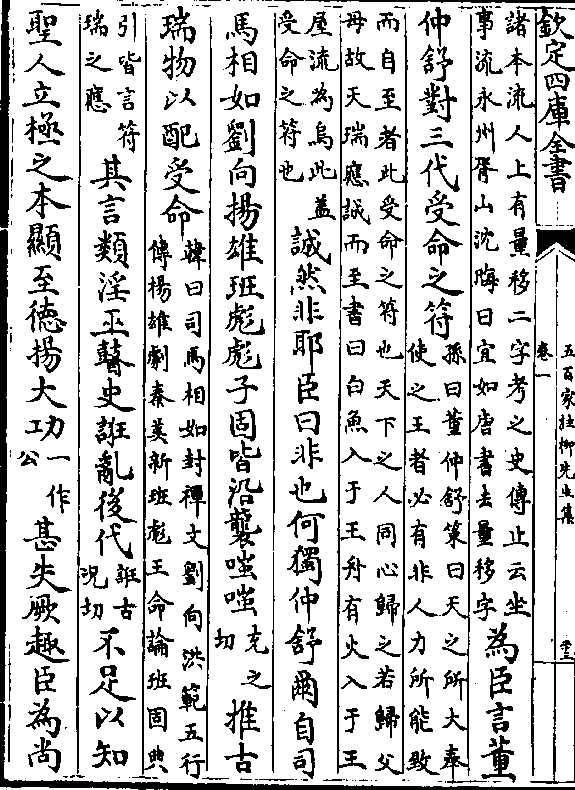 欽定四庫全書
五百家註柳先生集
卷一
諸本流人上有量移二字考之史傳止云坐
事流永州胥山沈晦曰宜如唐書去量移字
為臣言董
仲舒對三代受命之符
孫曰董仲舒策曰天之所大奉
使之王者必有非人力所能致
而自至者此受命之符也天下之人同心歸之若歸父
母故天瑞應誠而至書曰白魚入于王舟有火入于王
屋流為烏此蓋
受命之符也
誠然非耶臣曰非也何獨仲舒爾自司
馬相如劉向揚雄班彪彪子固皆沿襲嗤嗤
充之
切
推古
瑞物以配受命
韓曰司馬相如封禪文劉向洪範五行
傳楊雄劇秦美新班彪王命論班固典
引皆言符
瑞之應
其言類淫巫瞽史誑亂後代
誑古
况切
不足以知
聖人立極之本顯至德揚大功
一作
公
甚失厥趣臣為尚